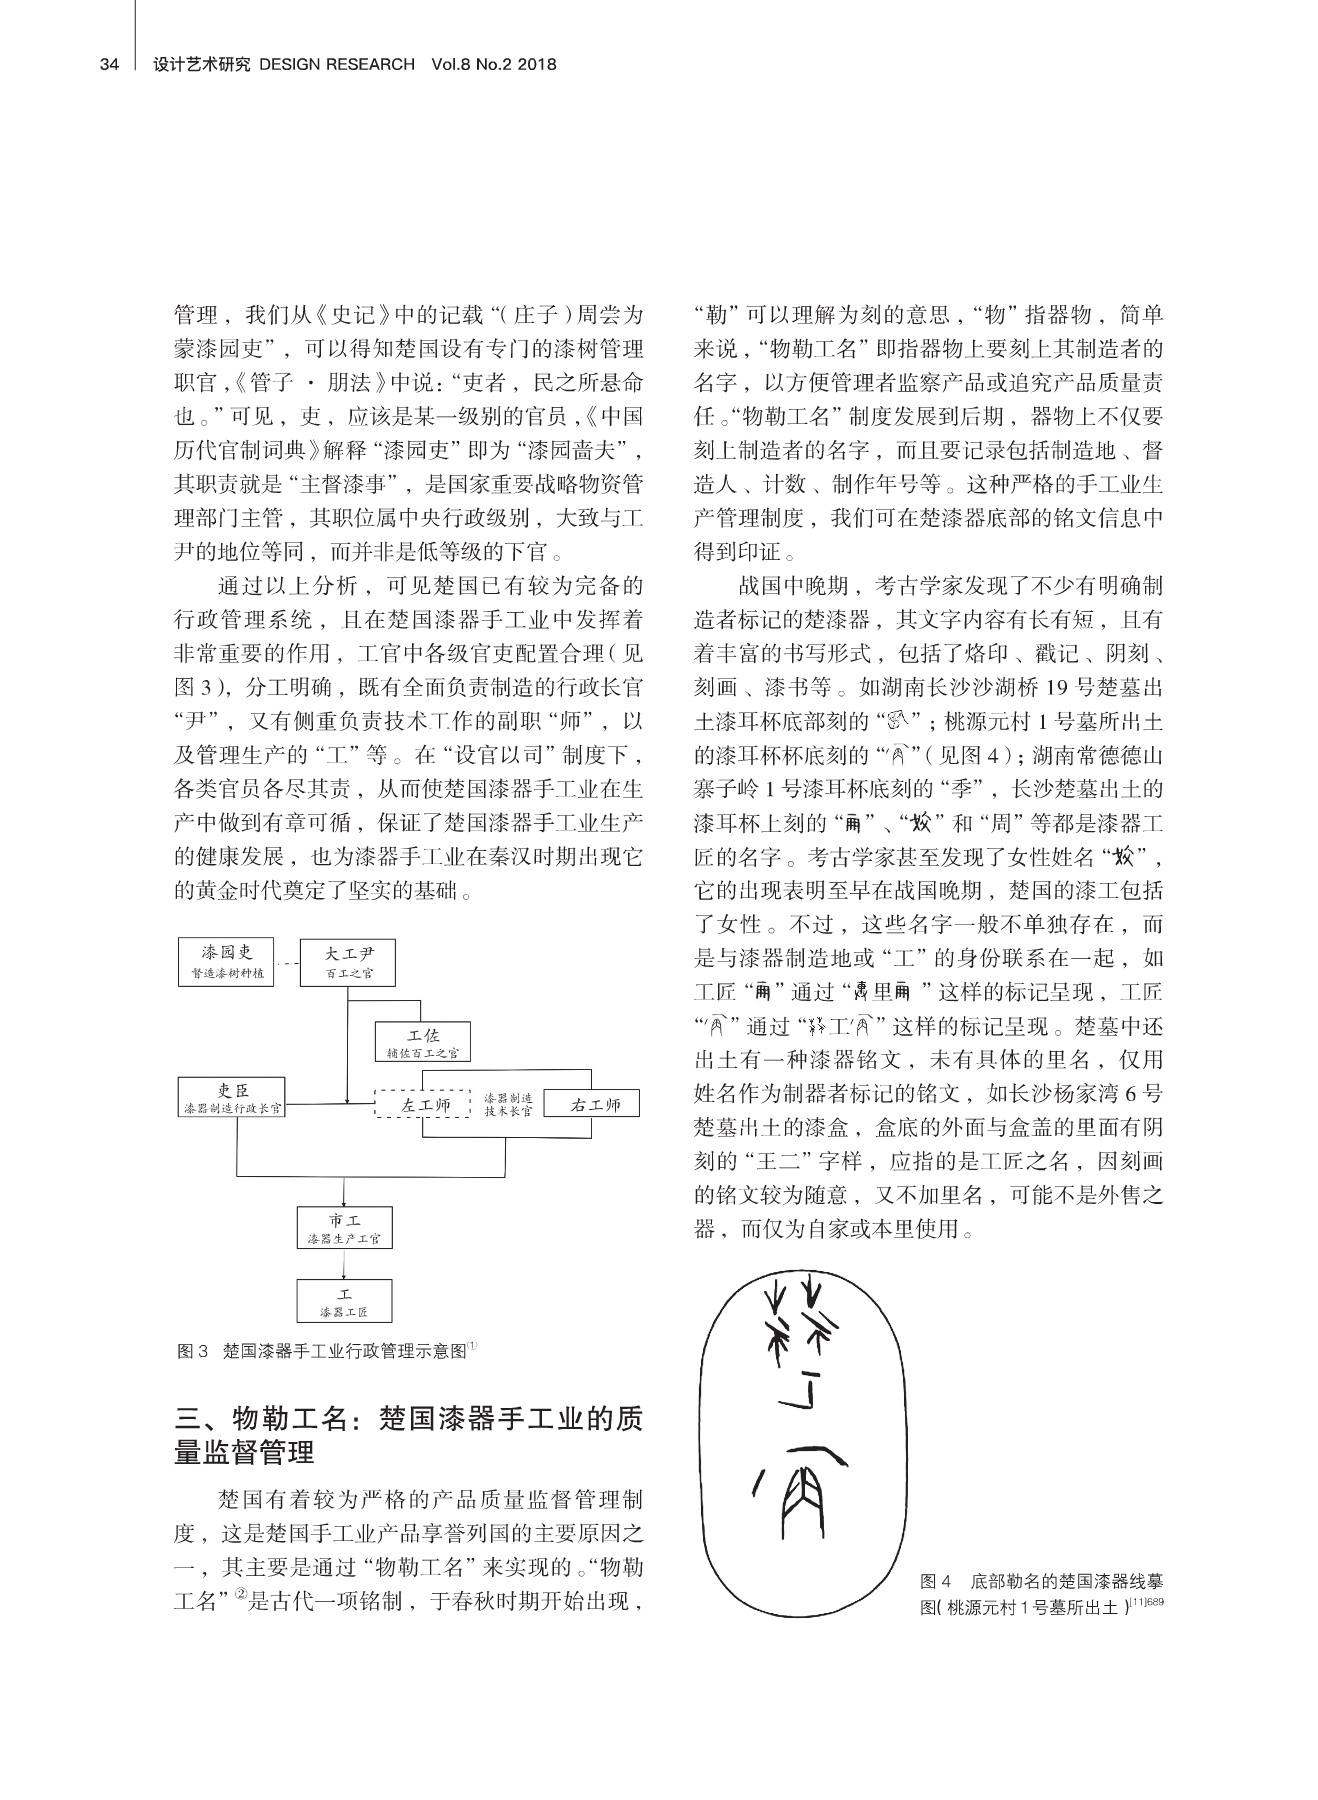 34 设计艺术研究 DESIGN RESEARCH Vol.8 No.2 2018
管理，我们从《史记》中的记载“（庄子）周尝为
蒙漆园吏”，可以得知楚国设有专门的漆树管理
职官，《管子·朋法》中说：“吏者，民之所悬命
也。”可见，吏，应该是某一级别的官员，《中国
历代官制词典》解释“漆园吏”即为“漆园啬夫”，
其职责就是“主督漆事”，是国家重要战略物资管
理部门主管，其职位属中央行政级别，大致与工
尹的地位等同，而并非是低等级的下官。
通过以上分析，可见楚国已有较为完备的
行政管理系统，且在楚国漆器手工业中发挥着
非常重要的作用，工官中各级官吏配置合理（见
图 3），分工明确，既有全面负责制造的行政长官
“尹”，又有侧重负责技术工作的副职“师”，以
及管理生产的“工”等。在“设官以司”制度下，
各类官员各尽其责，从而使楚国漆器手工业在生
产中做到有章可循，保证了楚国漆器手工业生产
的健康发展，也为漆器手工业在秦汉时期出现它
的黄金时代奠定了坚实的基础。
漆园吏
督造漆树种植
大工尹
百工之官
工佐
辅佐百工之官
吏臣
漆器制造行政长官
左工师
漆器制造
技术长官
右工师
市工
漆器生产工官
工
漆器工匠
图 3 楚国漆器手工业行政管理示意图①
三、物勒工名：楚国漆器手工业的质
量监督管理
楚国有着较为严格的产品质量监督管理制
度，这是楚国手工业产品享誉列国的主要原因之
一，其主要是通过“物勒工名”来实现的。“物勒
工名”②是古代一项铭制，于春秋时期开始出现，
“勒”可以理解为刻的意思，“物”指器物，简单
来说，“物勒工名”即指器物上要刻上其制造者的
名字，以方便管理者监察产品或追究产品质量责
任。“物勒工名”制度发展到后期，器物上不仅要
刻上制造者的名字，而且要记录包括制造地、督
造人、计数、制作年号等。这种严格的手工业生
产管理制度，我们可在楚漆器底部的铭文信息中
得到印证。
战国中晚期，考古学家发现了不少有明确制
造者标记的楚漆器，其文字内容有长有短，且有
着丰富的书写形式，包括了烙印、戳记、阴刻、
刻画、漆书等。如湖南长沙沙湖桥 19 号楚墓出
土漆耳杯底部刻的“”；桃源元村 1 号墓所出土
的漆耳杯杯底刻的“”（见图 4）；湖南常德德山
寨子岭 1 号漆耳杯底刻的“季”，长沙楚墓出土的
漆耳杯上刻的“”、“”和“周”等都是漆器工
匠的名字。考古学家甚至发现了女性姓名“”，
它的出现表明至早在战国晚期，楚国的漆工包括
了女性。不过，这些名字一般不单独存在，而
是与漆器制造地或“工”的身份联系在一起，如
工匠“”通过“里”这样的标记呈现，工匠
“”通过“工”这样的标记呈现。楚墓中还
出土有一种漆器铭文，未有具体的里名，仅用
姓名作为制器者标记的铭文，如长沙杨家湾 6 号
楚墓出土的漆盒，盒底的外面与盒盖的里面有阴
刻的“王二”字样，应指的是工匠之名，因刻画
的铭文较为随意，又不加里名，可能不是外售之
器，而仅为自家或本里使用。
图 4 底部勒名的楚国漆器线摹
图（桃源元村 1 号墓所出土）[11]689